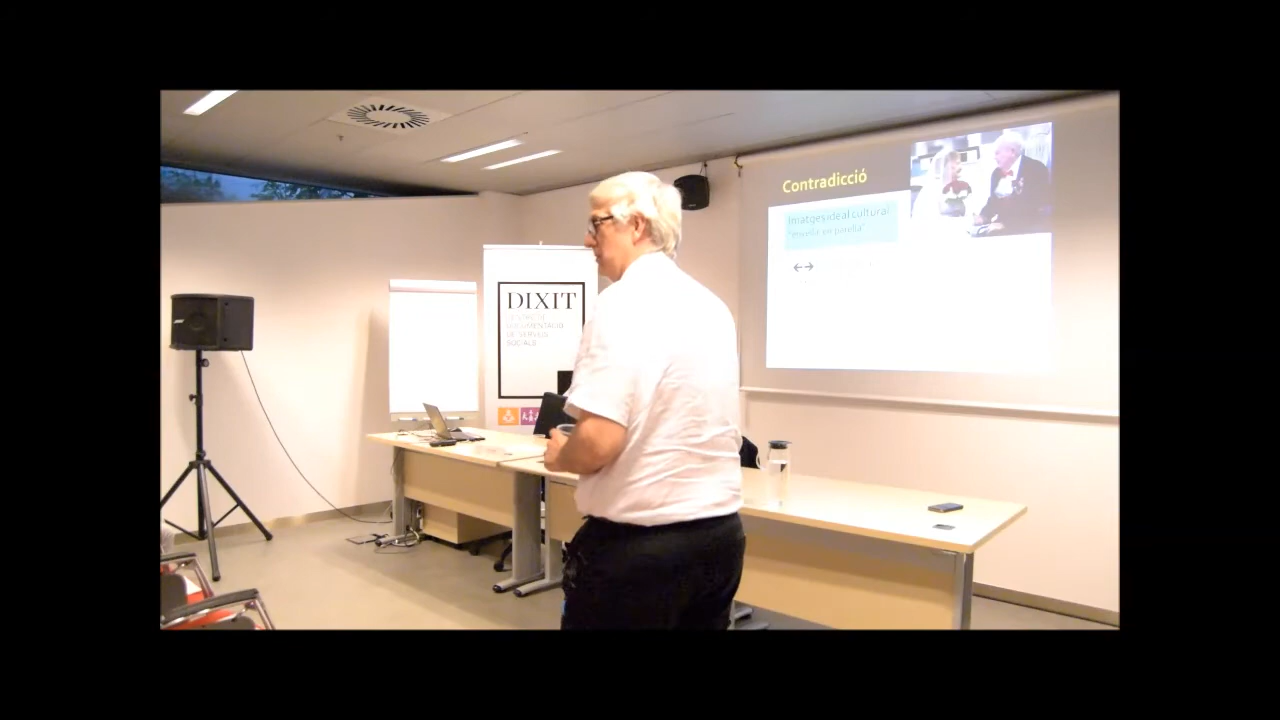 Contradicció
Imatges ideal cultural
"envellir en parella"
DIXIT
CENTRE DE
DOCUMENTACIÓ
DE SERVEIS
SOCIALS